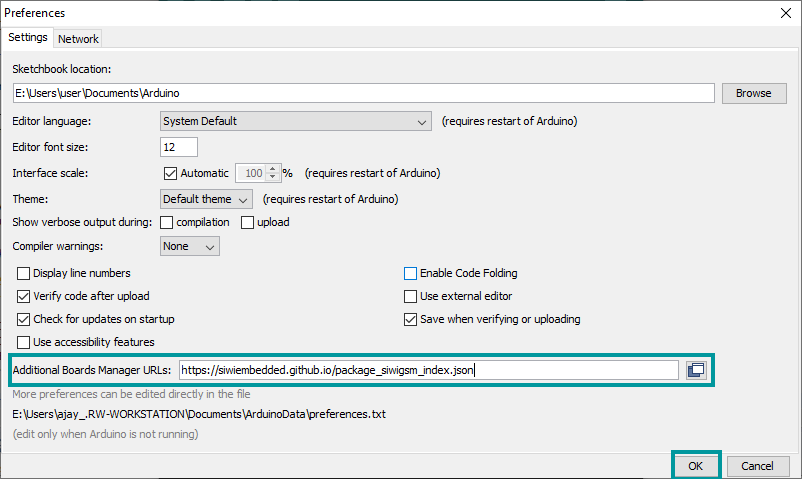 Preferences
Settings Network
Sketchbook location:
E:\Users\user\Documents\Arduino Browse
Editor language: System Default (requires restart of Arduino)
Editor font size: 12
Interface scale: Automatic 100 % (requires restart of Arduino)
Theme: Default theme (requires restart of Arduino)
Show verbose output during: compilation upload
Compiler warnings: None
Display line numbers Enable Code Folding
Verify code after upload Use external editor
Check for updates on startup Save when verifying or uploading
Use accessibility features
Additional Boards Manager URLs: https://siwiembedded.github.io/package_siwigsm_index.json
More preferences can be edited directly in the file
E:\Users\ajay_.RW-WORKSTATION\Documents\ArduinoData\preferences.txt
(edit only when Arduino is not running)
OK Cancel